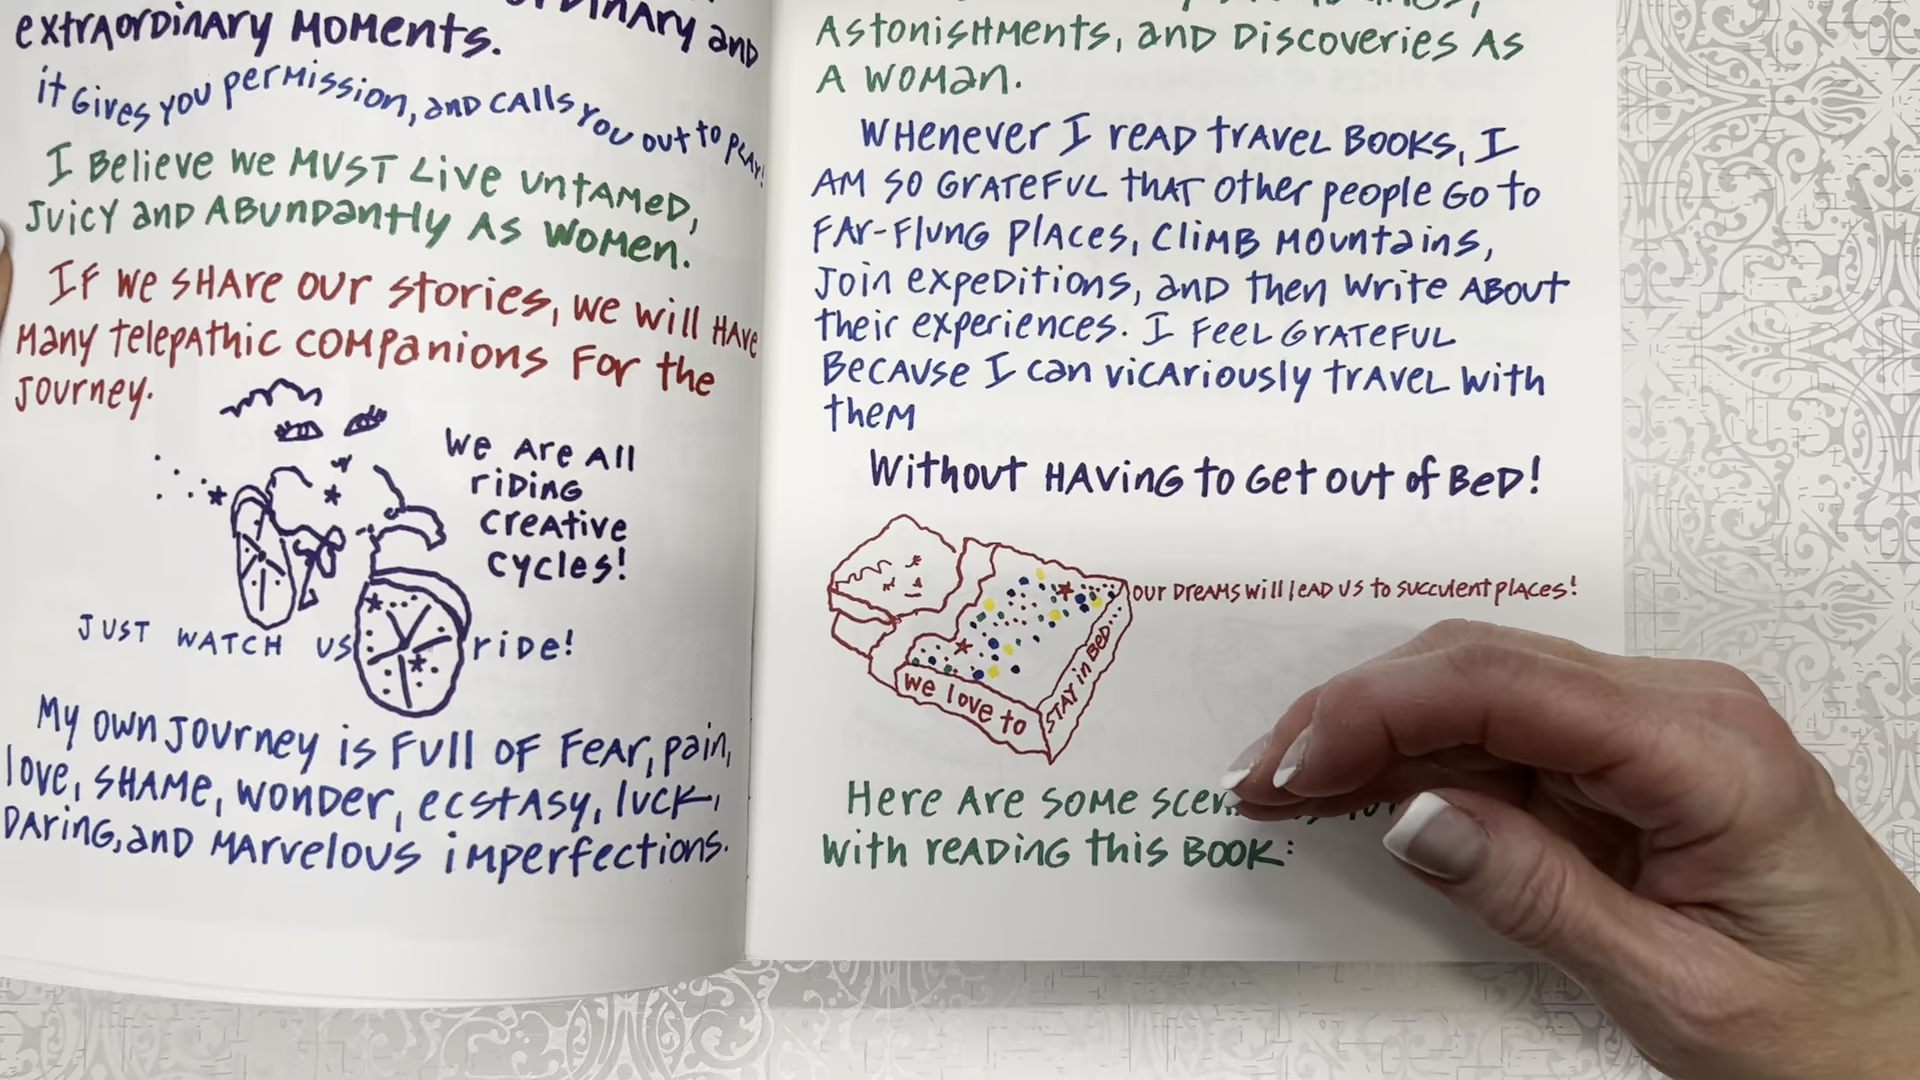 ordinary and
extraordinary Moments.
it gives you permission, and calls you out to play!
I Believe we MUST Live untamed,
Juicy and Abundantly As women.
If we share our stories, we will Have
Many telepathic companions for the
Journey.
we Are All
riding
creative
cycles!
Just watch us ride!
My own journey is full of fear, pain,
love, shame, wonder, ecstasy, luck,
Daring, and Marvelous imperfections.
Astonishments, and Discoveries As
A Woman.
Whenever I read travel Books, I
AM so grateful that other people go to
far-flung places, climb mountains,
Join expeditions, and then write About
their experiences. I feel grateful
Because I can vicariously travel with
them
Without Having to get out of Bed!
our Dreams will lead us to succulent places!
we love to
stay in Bed...
Here Are some
with reading this Book: